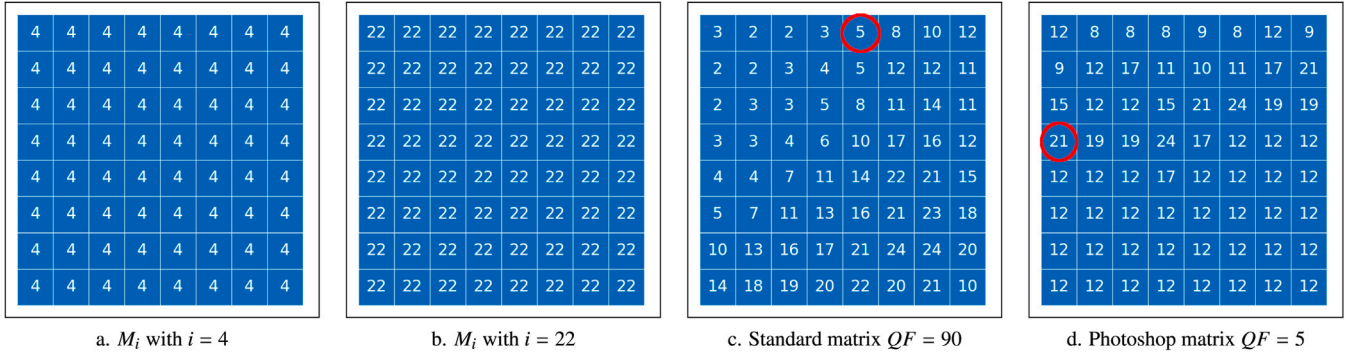 4 4 4 4 4 4 4 4
4 4 4 4 4 4 4 4
4 4 4 4 4 4 4 4
4 4 4 4 4 4 4 4
4 4 4 4 4 4 4 4
4 4 4 4 4 4 4 4
4 4 4 4 4 4 4 4
4 4 4 4 4 4 4 4
a. M_i with i = 4
22 22 22 22 22 22 22 22
22 22 22 22 22 22 22 22
22 22 22 22 22 22 22 22
22 22 22 22 22 22 22 22
22 22 22 22 22 22 22 22
22 22 22 22 22 22 22 22
22 22 22 22 22 22 22 22
22 22 22 22 22 22 22 22
b. M_i with i = 22
3 2 2 3 5 8 10 12
2 2 3 4 5 12 12 11
2 3 3 5 8 11 14 11
3 3 4 6 10 17 16 12
4 4 7 11 14 22 21 15
5 7 11 13 16 21 23 18
10 13 16 17 21 24 24 20
14 18 19 20 22 20 21 10
c. Standard matrix QF = 90
12 8 8 8 9 8 12 9
9 12 17 11 10 11 17 21
15 12 12 15 21 24 19 19
21 19 19 24 17 12 12 12
12 12 12 17 12 12 12 12
12 12 12 12 12 12 12 12
12 12 12 12 12 12 12 12
12 12 12 12 12 12 12 12
d. Photoshop matrix QF = 5